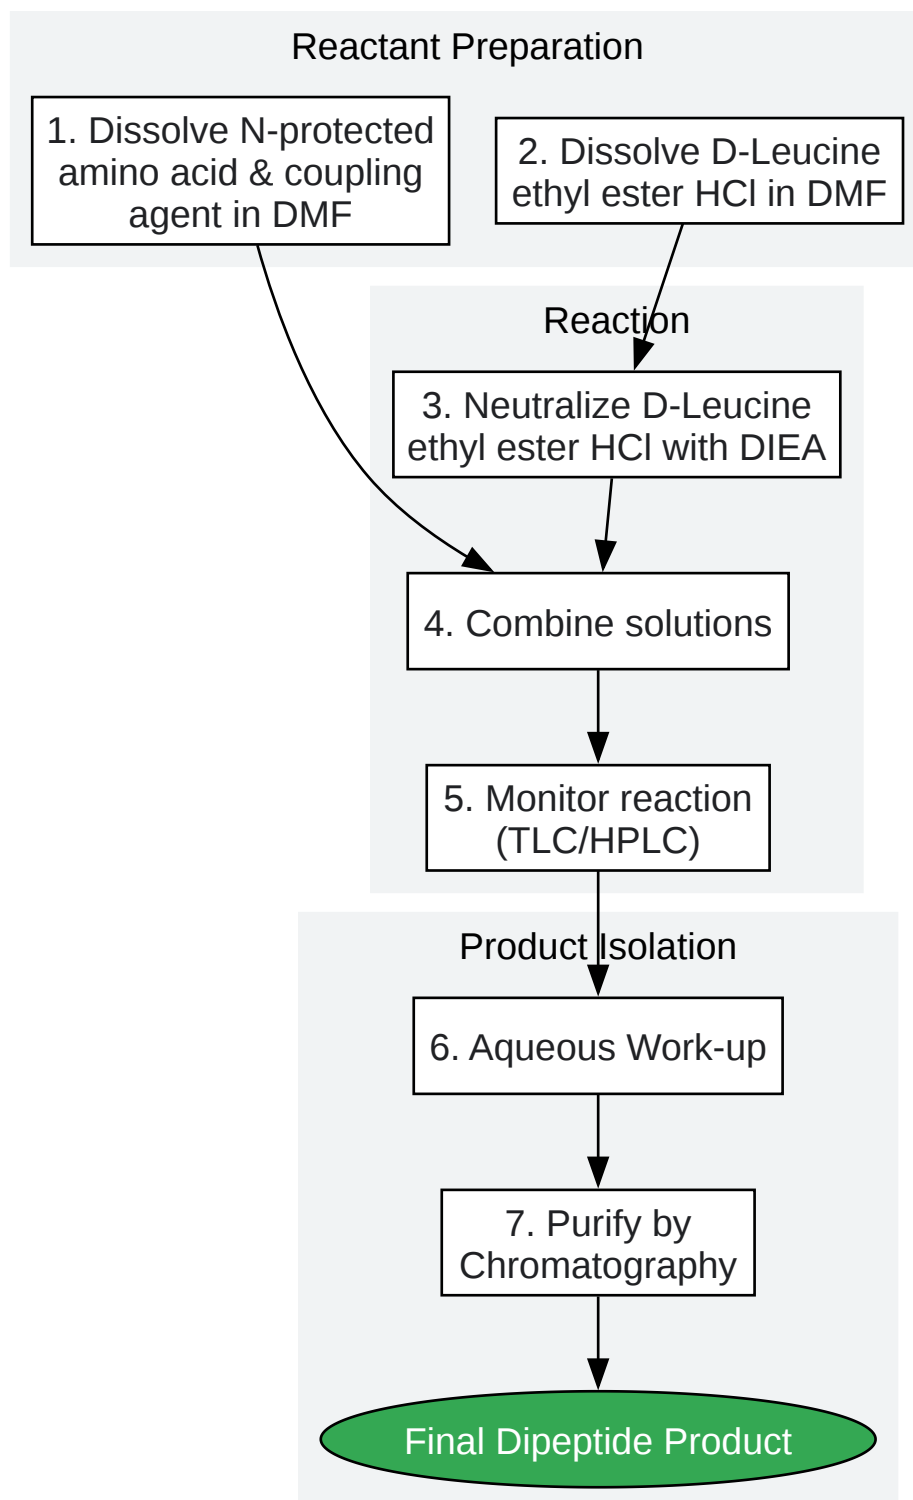 Reactant Preparation
1. Dissolve N-protected
amino acid & coupling
agent in DMF
2. Dissolve D-Leucine
ethyl ester HCl in DMF
Reaction
3. Neutralize D-Leucine
ethyl ester HCl with DIEA
4. Combine solutions
5. Monitor reaction
(TLC/HPLC)
Product Isolation
6. Aqueous Work-up
7. Purify by
Chromatography
Final Dipeptide Product